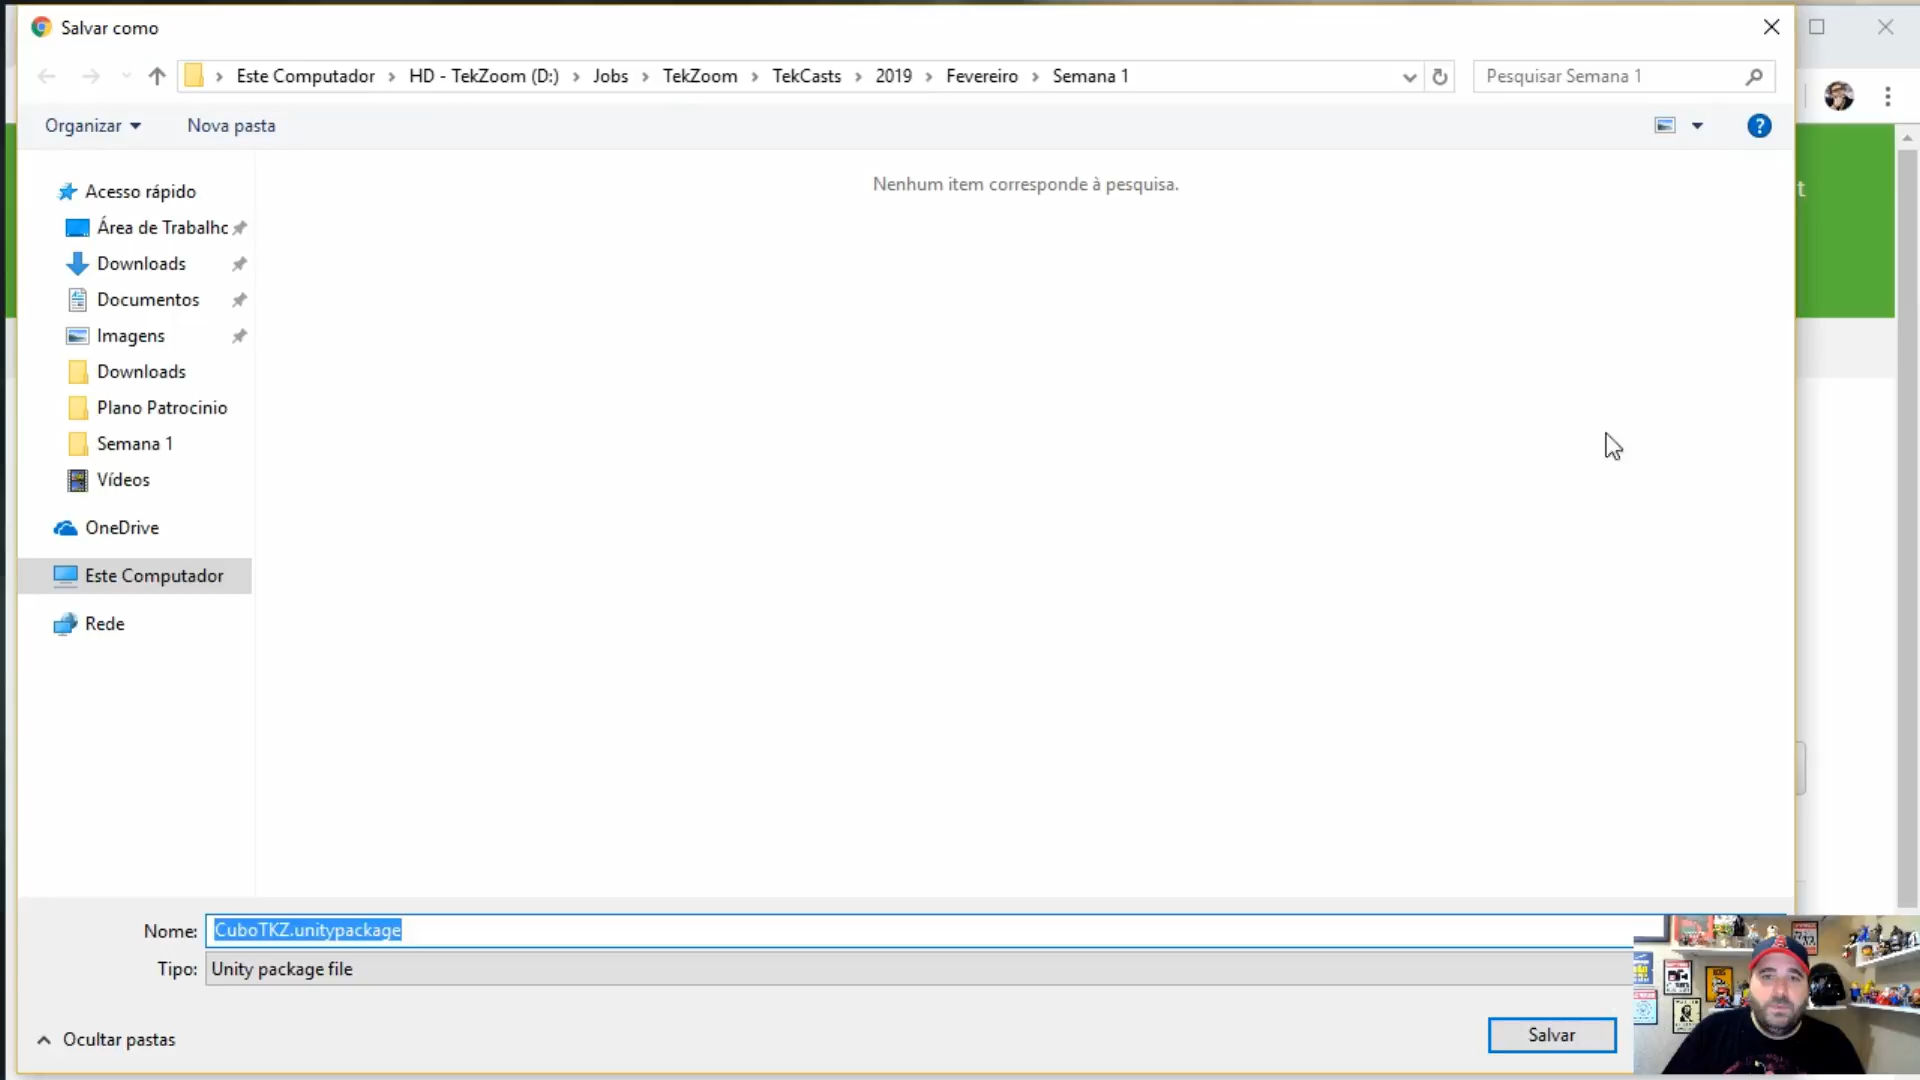 Salvar como
Este Computador › HD - TekZoom (D:) › Jobs › TekZoom › TekCasts › 2019 › Fevereiro › Semana 1
Pesquisar Semana 1
Organizar
Nova pasta
Nenhum item corresponde à pesquisa.
Acesso rápido
Área de Trabalho
Downloads
Documentos
Imagens
Downloads
Plano Patrocinio
Semana 1
Vídeos
OneDrive
Este Computador
Rede
t
Nome: CuboTKZ.unitypackage
Tipo: Unity package file
Ocultar pastas
Salvar